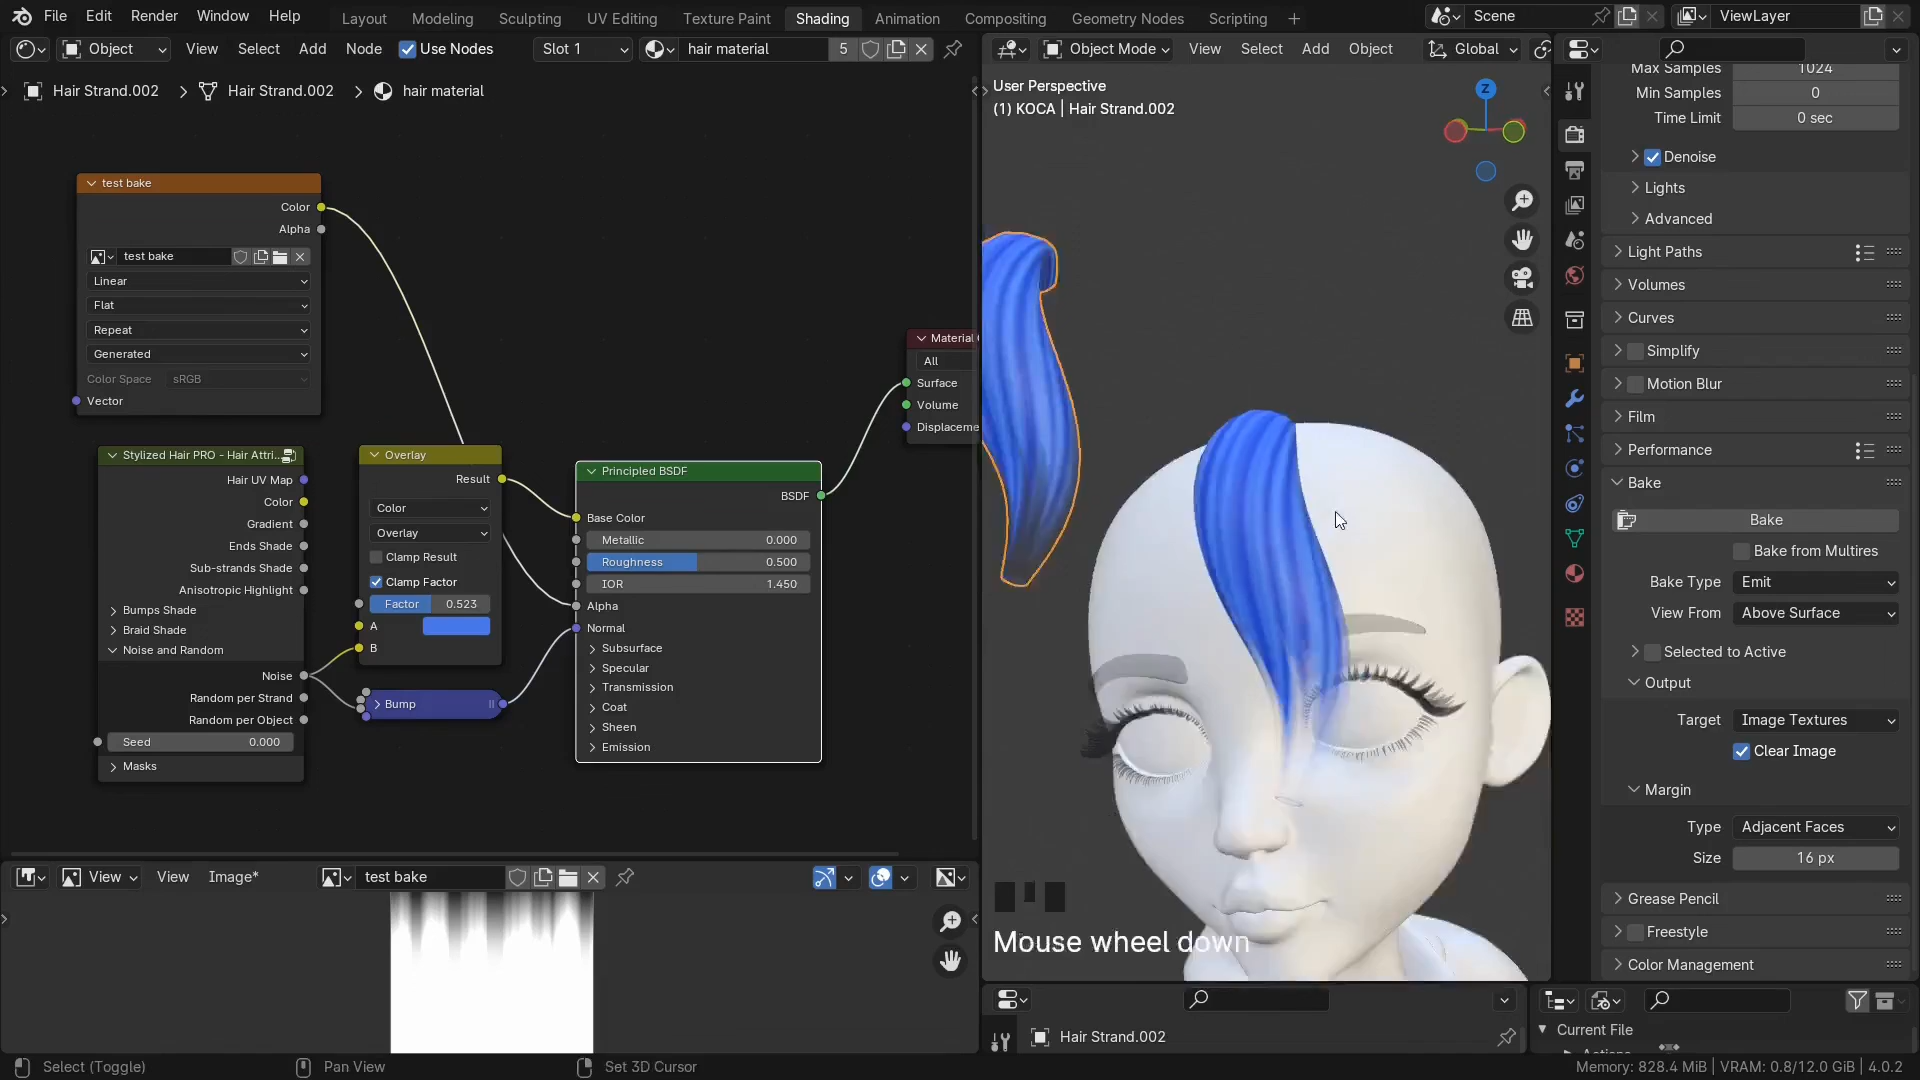 File Edit Render Window Help Layout Modeling Sculpting UV Editing Texture Paint Shading Animation Compositing Geometry Nodes Scripting + Scene ViewLayer
Object View Select Add Node Use Nodes Slot 1 hair material 5
Hair Strand.002 > Hair Strand.002 > hair material
test bake
Color
Alpha
test bake
Linear
Flat
Repeat
Generated
Color Space sRGB
Vector
Stylized Hair PRO - Hair Attri...
Hair UV Map
Color
Gradient
Ends Shade
Sub-strands Shade
Anisotropic Highlight
Bumps Shade
Braid Shade
Noise and Random
Noise
Random per Strand
Random per Object
Seed 0.000
Masks
Overlay
Result
Color
Overlay
Clamp Result
Clamp Factor
Factor 0.523
A
B
Bump
Principled BSDF
BSDF
Base Color
Metallic 0.000
Roughness 0.500
IOR 1.450
Alpha
Normal
Subsurface
Specular
Transmission
Coat
Sheen
Emission
Material
All
Surface
Volume
Displaceme
View View Image* test bake
Object Mode View Select Add Object Global
User Perspective
(1) KOCA | Hair Strand.002
Z
Mouse wheel down
Hair Strand.002
Max Samples 1024
Min Samples 0
Time Limit 0 sec
Denoise
Lights
Advanced
Light Paths
Volumes
Curves
Simplify
Motion Blur
Film
Performance
Bake
Bake
Bake from Multires
Bake Type Emit
View From Above Surface
Selected to Active
Output
Target Image Textures
Clear Image
Margin
Type Adjacent Faces
Size 16 px
Grease Pencil
Freestyle
Color Management
Current File
Select (Toggle) Pan View Set 3D Cursor Memory: 828.4 MiB | VRAM: 0.8/12.0 GiB | 4.0.2